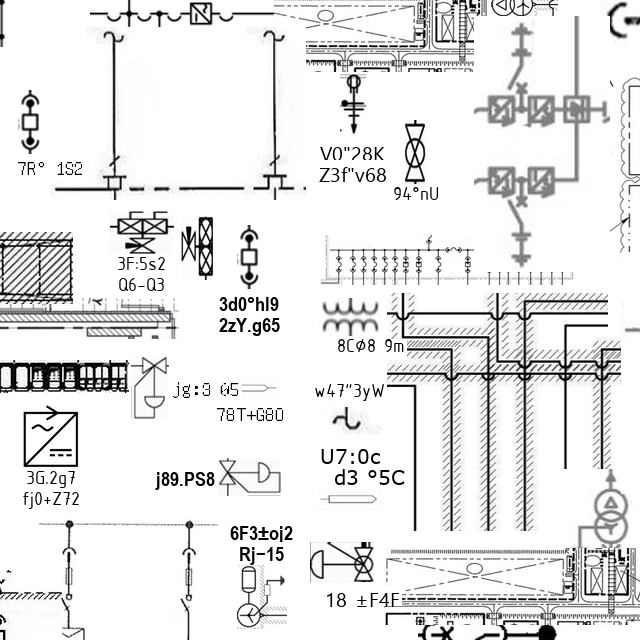 7R° 1S2
V0"28K
Z3f"v68
94°nU
3F:5s2
Q6-Q3
3d0°hl9
2zY.g65
8C∅8 9m
jg:3 05
78T+G80
w47"3yW
U7:0c
d3 °5C
3G.2g7
fj0+Z72
j89.PS8
6F3±oj2
Rj-15
18 ±F4F